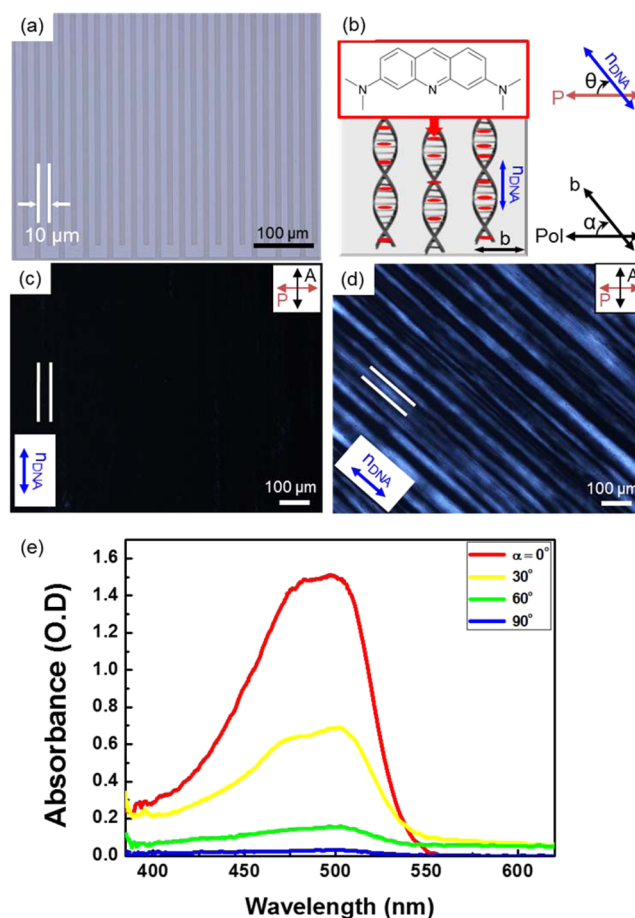 (a)
10 µm
100 µm
(b)
N
N
N
n_DNA
b
n_DNA
P
θ
b
Pol
α
(c)
A
P
n_DNA
100 µm
(d)
A
P
n_DNA
100 µm
(e)
Absorbance (O.D)
1.6
1.4
1.2
1.0
0.8
0.6
0.4
0.2
0.0
α = 0°
30°
60°
90°
400
450
500
550
600
Wavelength (nm)